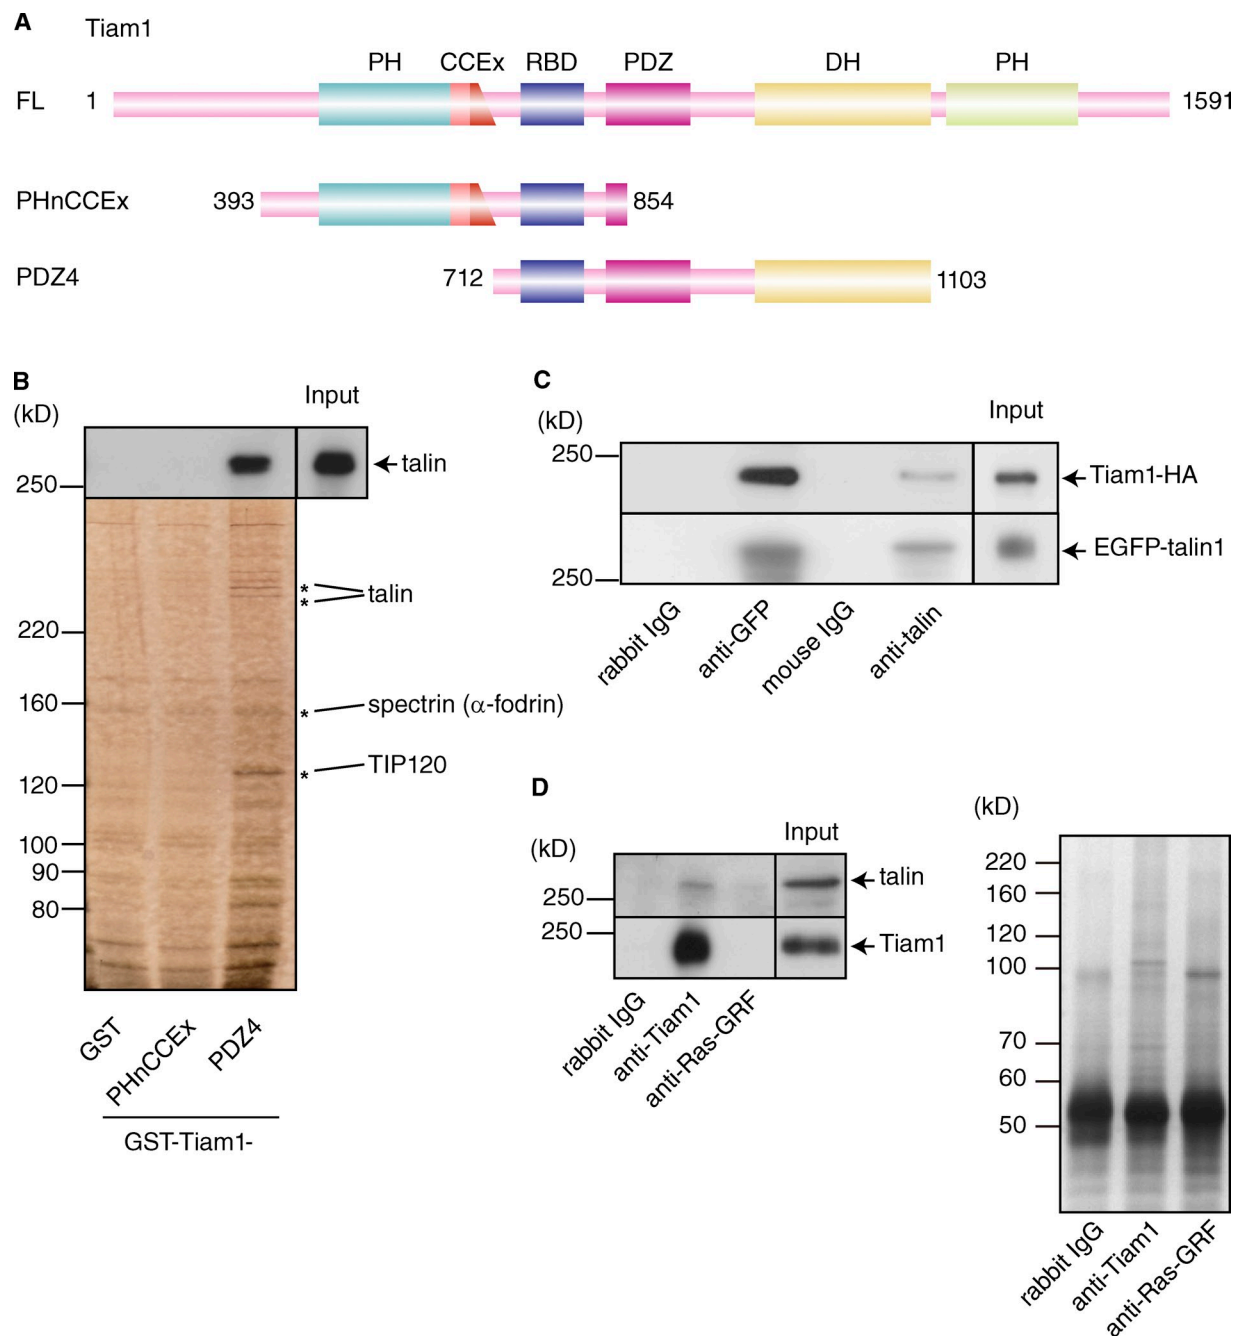 A
Tiam1
PH CCEx RBD PDZ DH PH
FL 1 1591
PHnCCEx 393 854
PDZ4 712 1103
B
(kD)
Input
talin
250
talin
220
160
spectrin (α-fodrin)
TIP120
120
100
90
80
GST
PHnCCEx
PDZ4
GST-Tiam1-
C
(kD)
Input
250
Tiam1-HA
EGFP-talin1
250
rabbit IgG
anti-GFP
mouse IgG
anti-talin
D
(kD)
Input
talin
250
250
Tiam1
rabbit IgG
anti-Tiam1
anti-Ras-GRF
(kD)
220
160
120
100
70
60
50
rabbit IgG
anti-Tiam1
anti-Ras-GRF